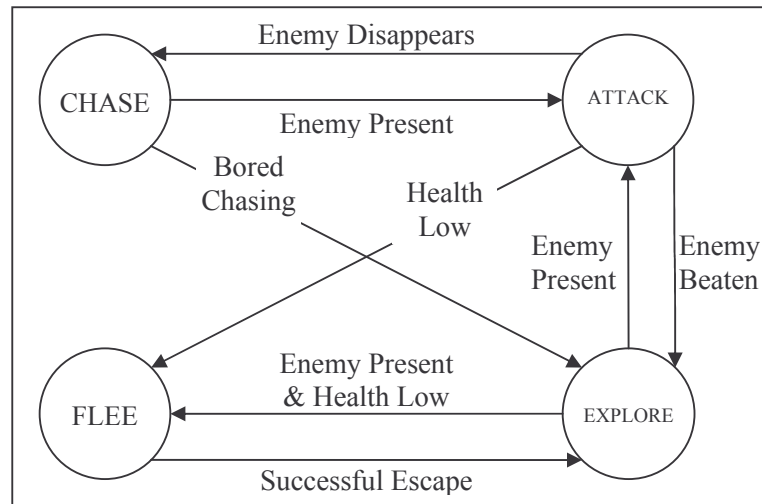 Enemy Disappears
CHASE
ATTACK
Enemy Present
Bored
Chasing
Health
Low
Enemy
Present
Enemy
Beaten
Enemy Present
& Health Low
FLEE
EXPLORE
Successful Escape